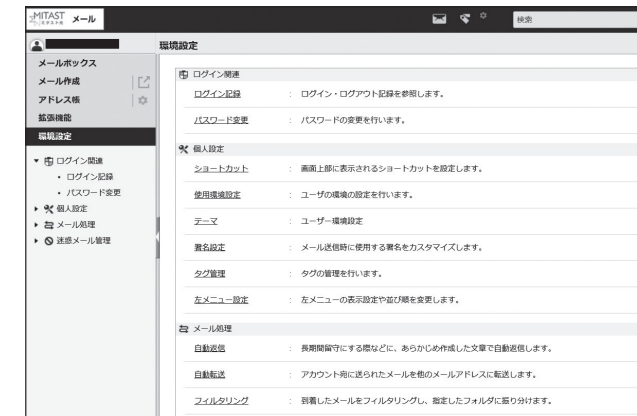 MITAST メール
検索
環境設定
メールボックス
メール作成
アドレス帳
拡張機能
環境設定
ログイン関連
・ログイン記録
・パスワード変更
個人設定
メール処理
迷惑メール管理
ログイン関連
ログイン記録 : ログイン・ログアウト記録を参照します。
パスワード変更 : パスワードの変更を行います。
個人設定
ショートカット : 画面上部に表示されるショートカットを設定します。
使用環境設定 : ユーザの環境の設定を行います。
テーマ : ユーザー環境設定
署名設定 : メール送信時に使用する署名をカスタマイズします。
タグ管理 : タグの管理を行います。
左メニュー設定 : 左メニューの表示設定や並び順を変更します。
メール処理
自動返信 : 長期間留守にする際などに、あらかじめ作成した文章で自動返信します。
自動転送 : アカウント宛に送られたメールを他のメールアドレスに転送します。
フィルタリング : 到着したメールをフィルタリングし、指定したフォルダに振り分けます。